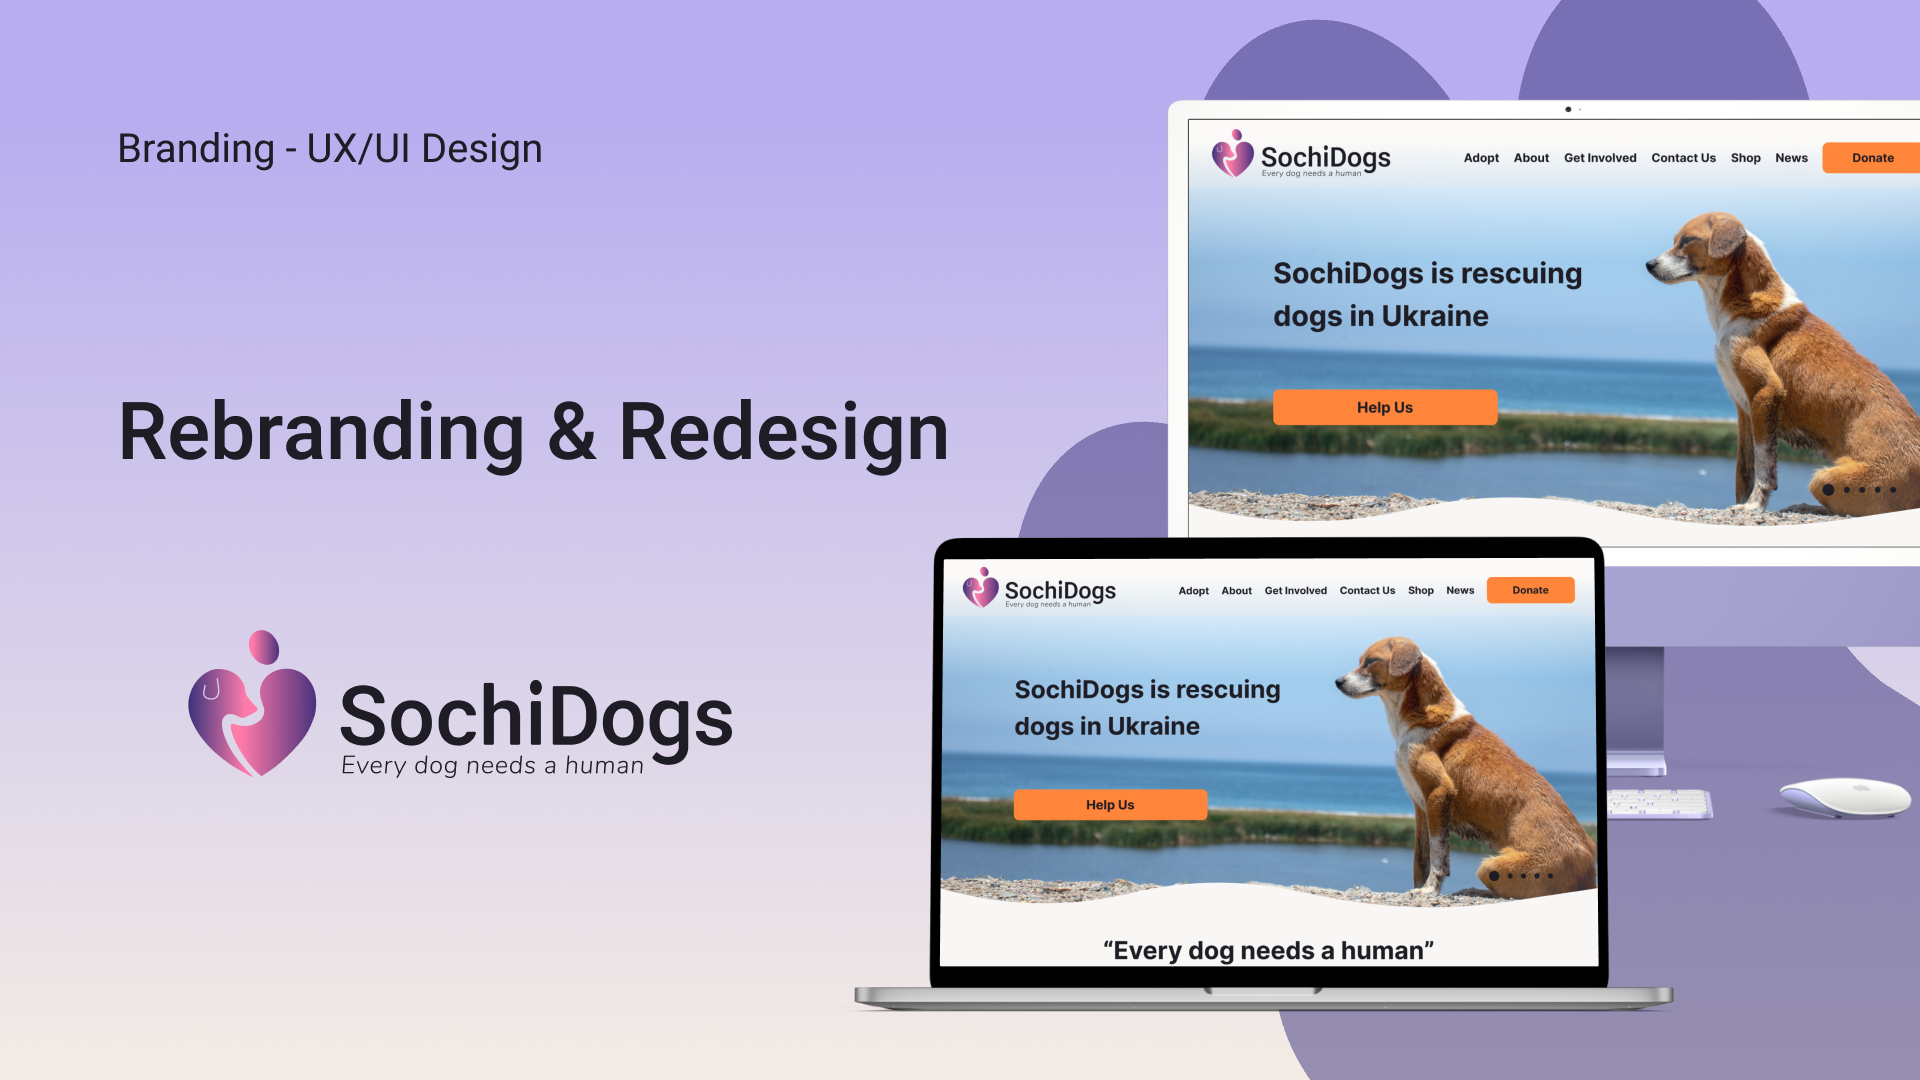 Branding - UX/UI Design
Rebranding & Redesign
SochiDogs
Every dog needs a human
SochiDogs
Every dog needs a human
Adopt About Get Involved Contact Us Shop News Donate
SochiDogs is rescuing
dogs in Ukraine
Help Us
SochiDogs
Every dog needs a human
Adopt About Get Involved Contact Us Shop News Donate
SochiDogs is rescuing
dogs in Ukraine
Help Us
“Every dog needs a human”